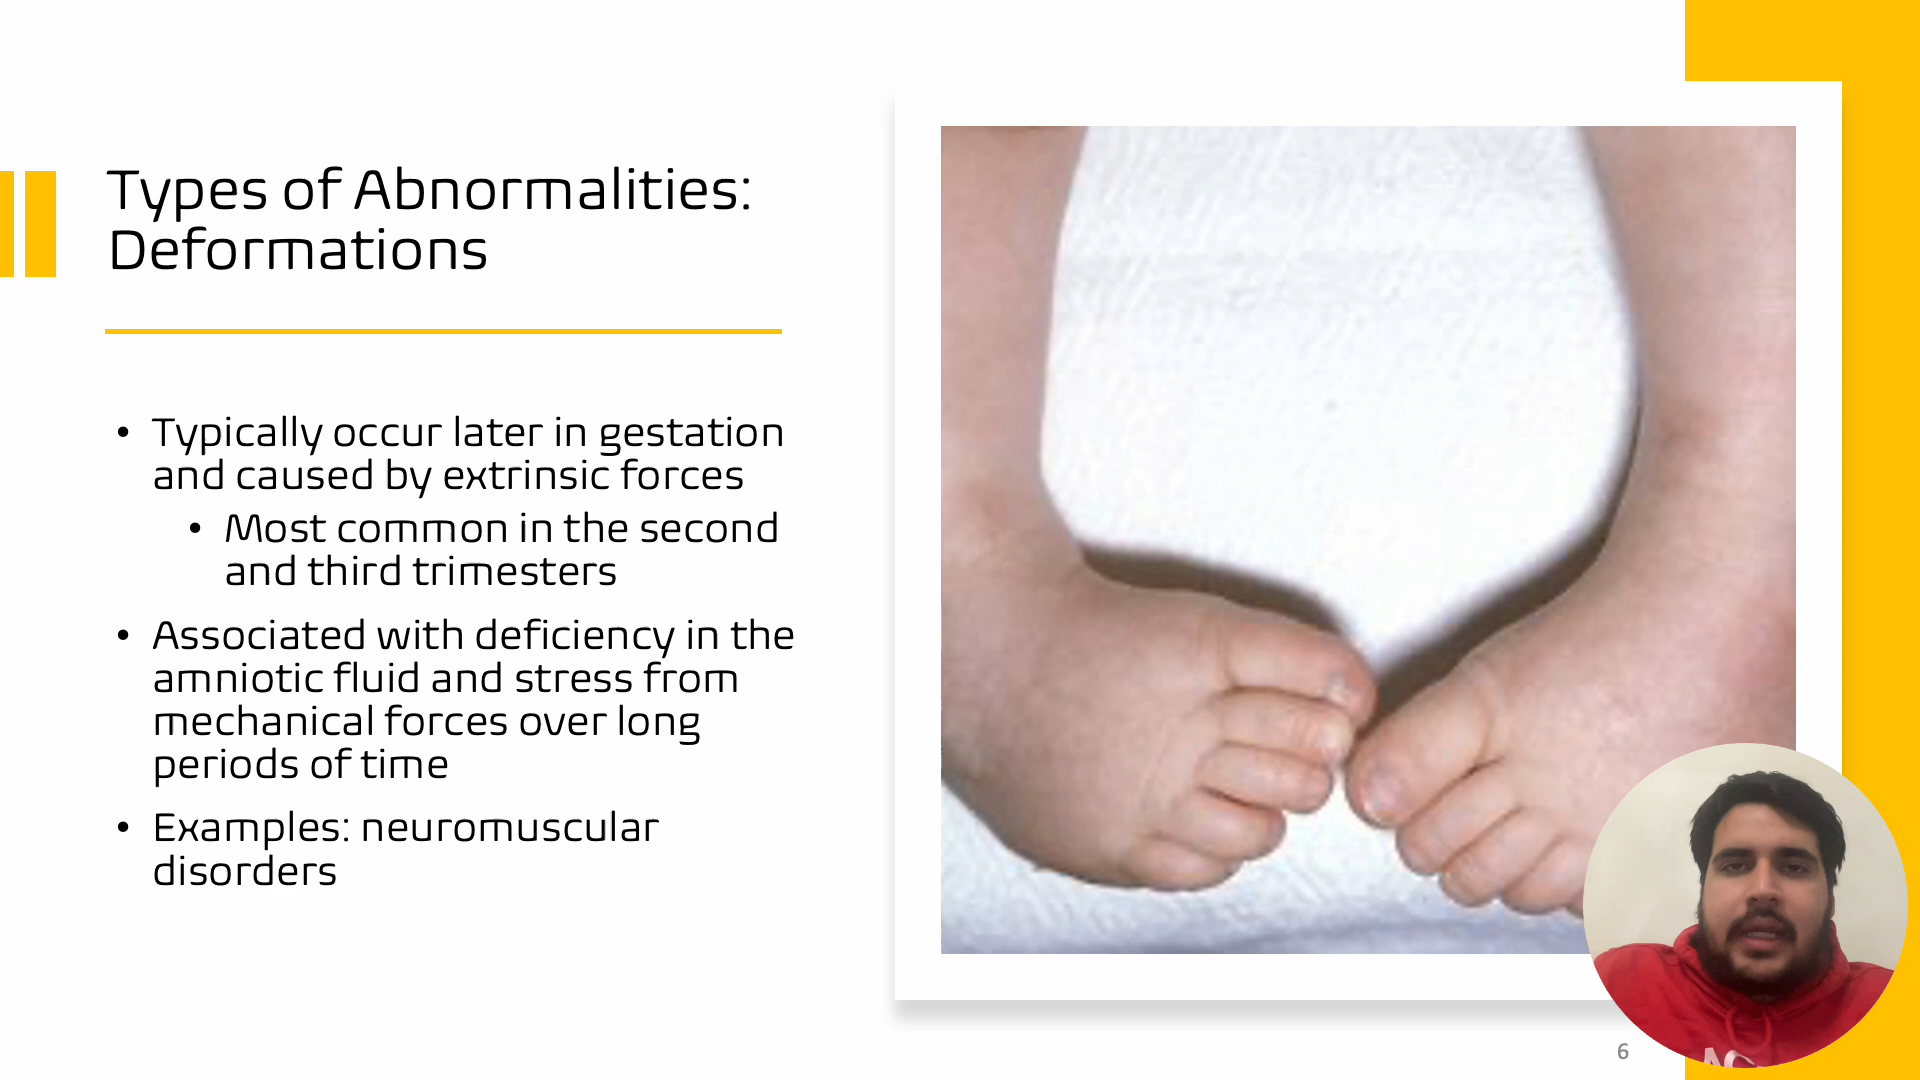 Types of Abnormalities:
Deformations
• Typically occur later in gestation
and caused by extrinsic forces
• Most common in the second
and third trimesters
• Associated with deficiency in the
amniotic fluid and stress from
mechanical forces over long
periods of time
• Examples: neuromuscular
disorders
6